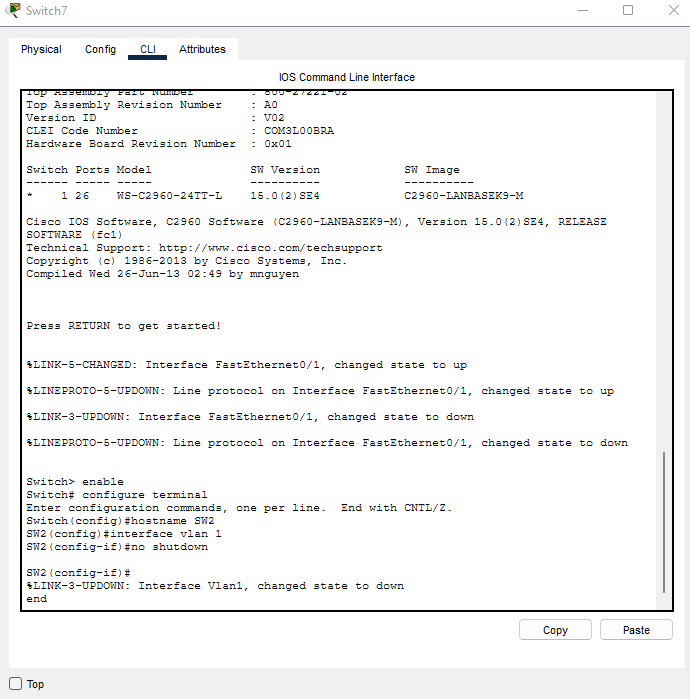 Switch7
Physical Config CLI Attributes
IOS Command Line Interface
Top Assembly Part Number : 800-27221-02
Top Assembly Revision Number : A0
Version ID : V02
CLEI Code Number : COM3L00BRA
Hardware Board Revision Number : 0x01
Switch Ports Model SW Version SW Image
------ ----- ----- ---------- ----------
* 1 26 WS-C2960-24TT-L 15.0(2)SE4 C2960-LANBASEK9-M
Cisco IOS Software, C2960 Software (C2960-LANBASEK9-M), Version 15.0(2)SE4, RELEASE
SOFTWARE (fc1)
Technical Support: http://www.cisco.com/techsupport
Copyright (c) 1986-2013 by Cisco Systems, Inc.
Compiled Wed 26-Jun-13 02:49 by mnguyen
Press RETURN to get started!
%LINK-5-CHANGED: Interface FastEthernet0/1, changed state to up
%LINEPROTO-5-UPDOWN: Line protocol on Interface FastEthernet0/1, changed state to up
%LINK-3-UPDOWN: Interface FastEthernet0/1, changed state to down
%LINEPROTO-5-UPDOWN: Line protocol on Interface FastEthernet0/1, changed state to down
Switch> enable
Switch# configure terminal
Enter configuration commands, one per line. End with CNTL/Z.
Switch(config)#hostname SW2
SW2(config)#interface vlan 1
SW2(config-if)#no shutdown
SW2(config-if)#
%LINK-3-UPDOWN: Interface Vlan1, changed state to down
end
Copy Paste
Top